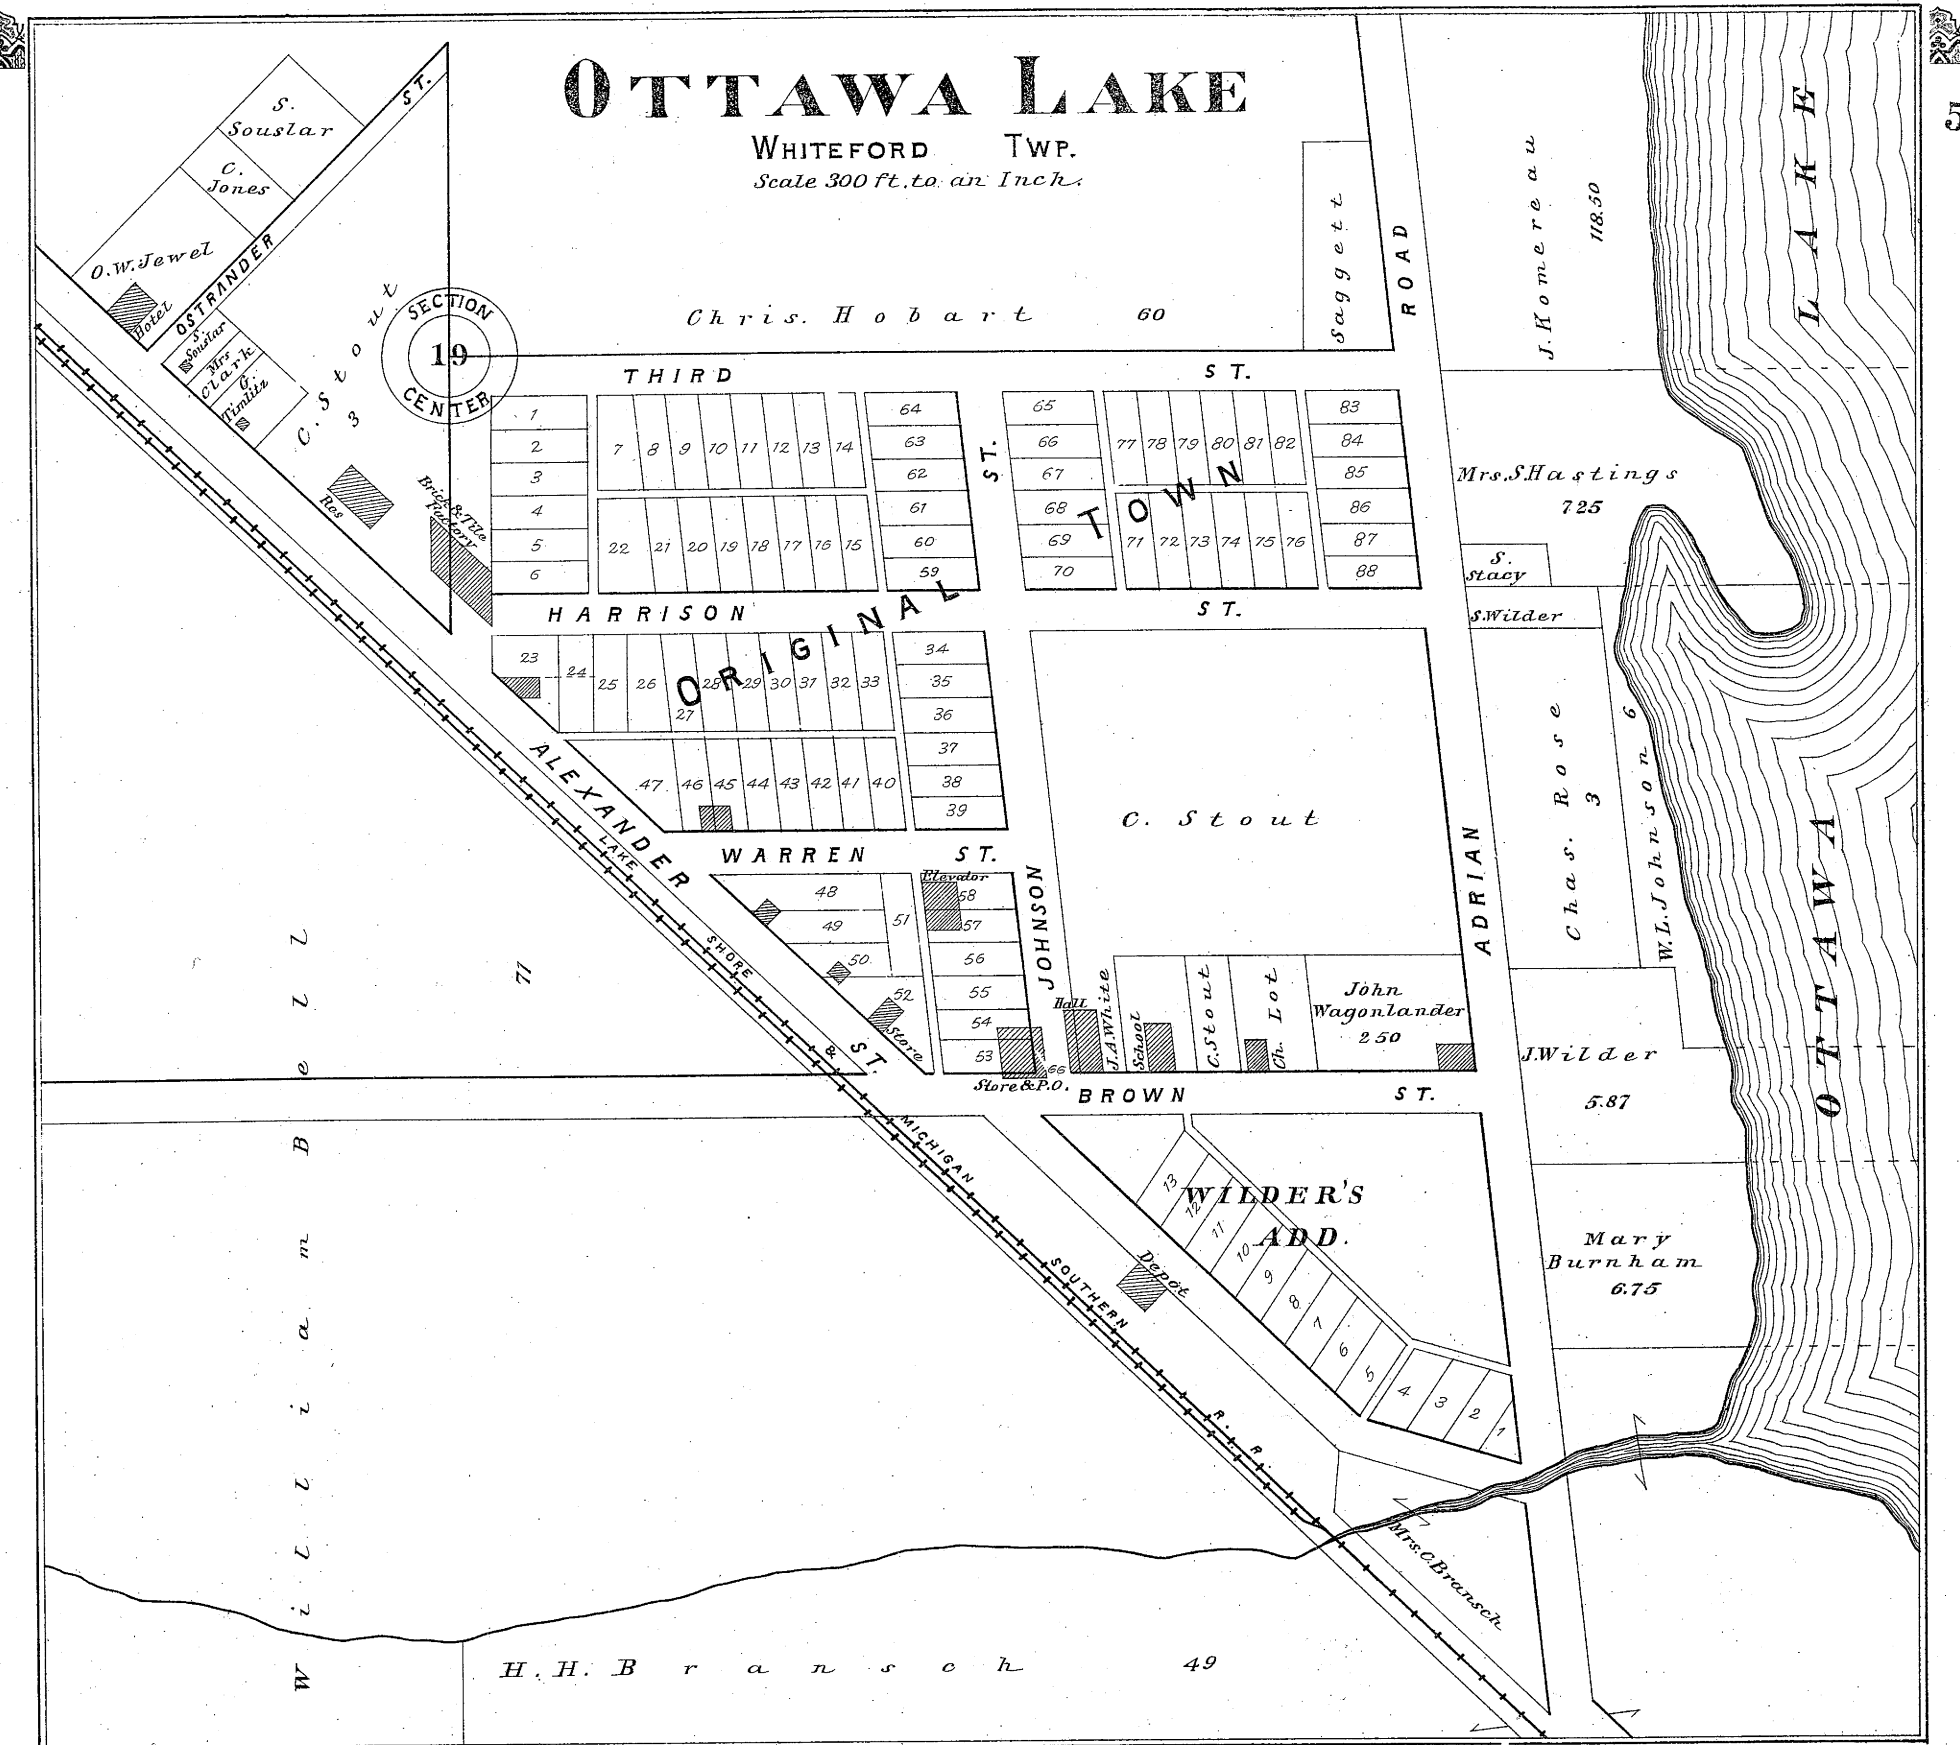 OTTAWA LAKE
WHITEFORD TWP.
Scale 300 ft. to an Inch.
5
S.
Souslar
C.
Jones
O.W. Jewel
Hotel
OSTRANDER ST.
S.
Souslar
Mrs
Clark
G.
Timlitz
C. Stout
3
SECTION
19
CENTER
Res
Brick & Tile
Factory
Chris. Hobart 60
Saggett
ADRIAN ROAD
J. Komereau
118.50
OTTAWA LAKE
THIRD ST.
1
2
3
4
5
6
7 8 9 10 11 12 13 14
22 21 20 19 18 17 16 15
64
63
62
61
60
59
ST.
65
66
67
68
69
70
77 78 79 80 81 82
71 72 73 74 75 76
83
84
85
86
87
88
ORIGINAL TOWN
Mrs. S. Hastings
725
S.
Stacy
S. Wilder
HARRISON ST.
23 24 25 26 27 28 29 30 31 32 33
34
35
36
37
38
39
47 46 45 44 43 42 41 40
C. Stout
Chas. Rose
3
W.L. Johnson 6
ALEXANDER ST.
WARREN ST.
48
49
50
51
52
Store
Elevator
58
57
56
55
54
53
Store & P.O.
66
JOHNSON
Hall
J.A. White
School
C. Stout
Ch. Lot
John
Wagonlander
250
J. Wilder
5.87
BROWN ST.
LAKE SHORE & MICHIGAN SOUTHERN R. R.
William Bell
71
WILDER'S
ADD.
13
12
11
10
9
8
7
6
5
4
3
2
1
Depot
Mary
Burnham
6.75
Mrs. C. Bransch
H. H. Bransch 49